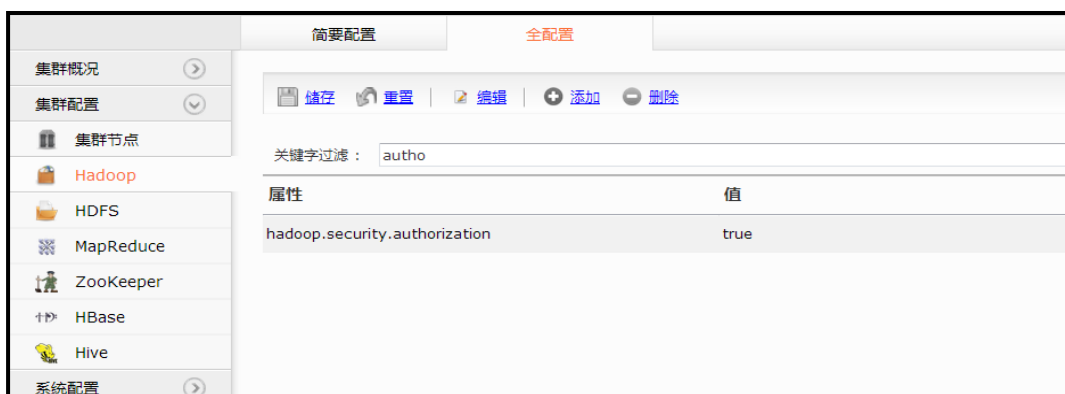 简要配置 全配置
集群概况
集群配置
储存 重置 编辑 添加 删除
集群节点
关键字过滤： autho
Hadoop
属性 值
HDFS
hadoop.security.authorization true
MapReduce
ZooKeeper
HBase
Hive
系统配置